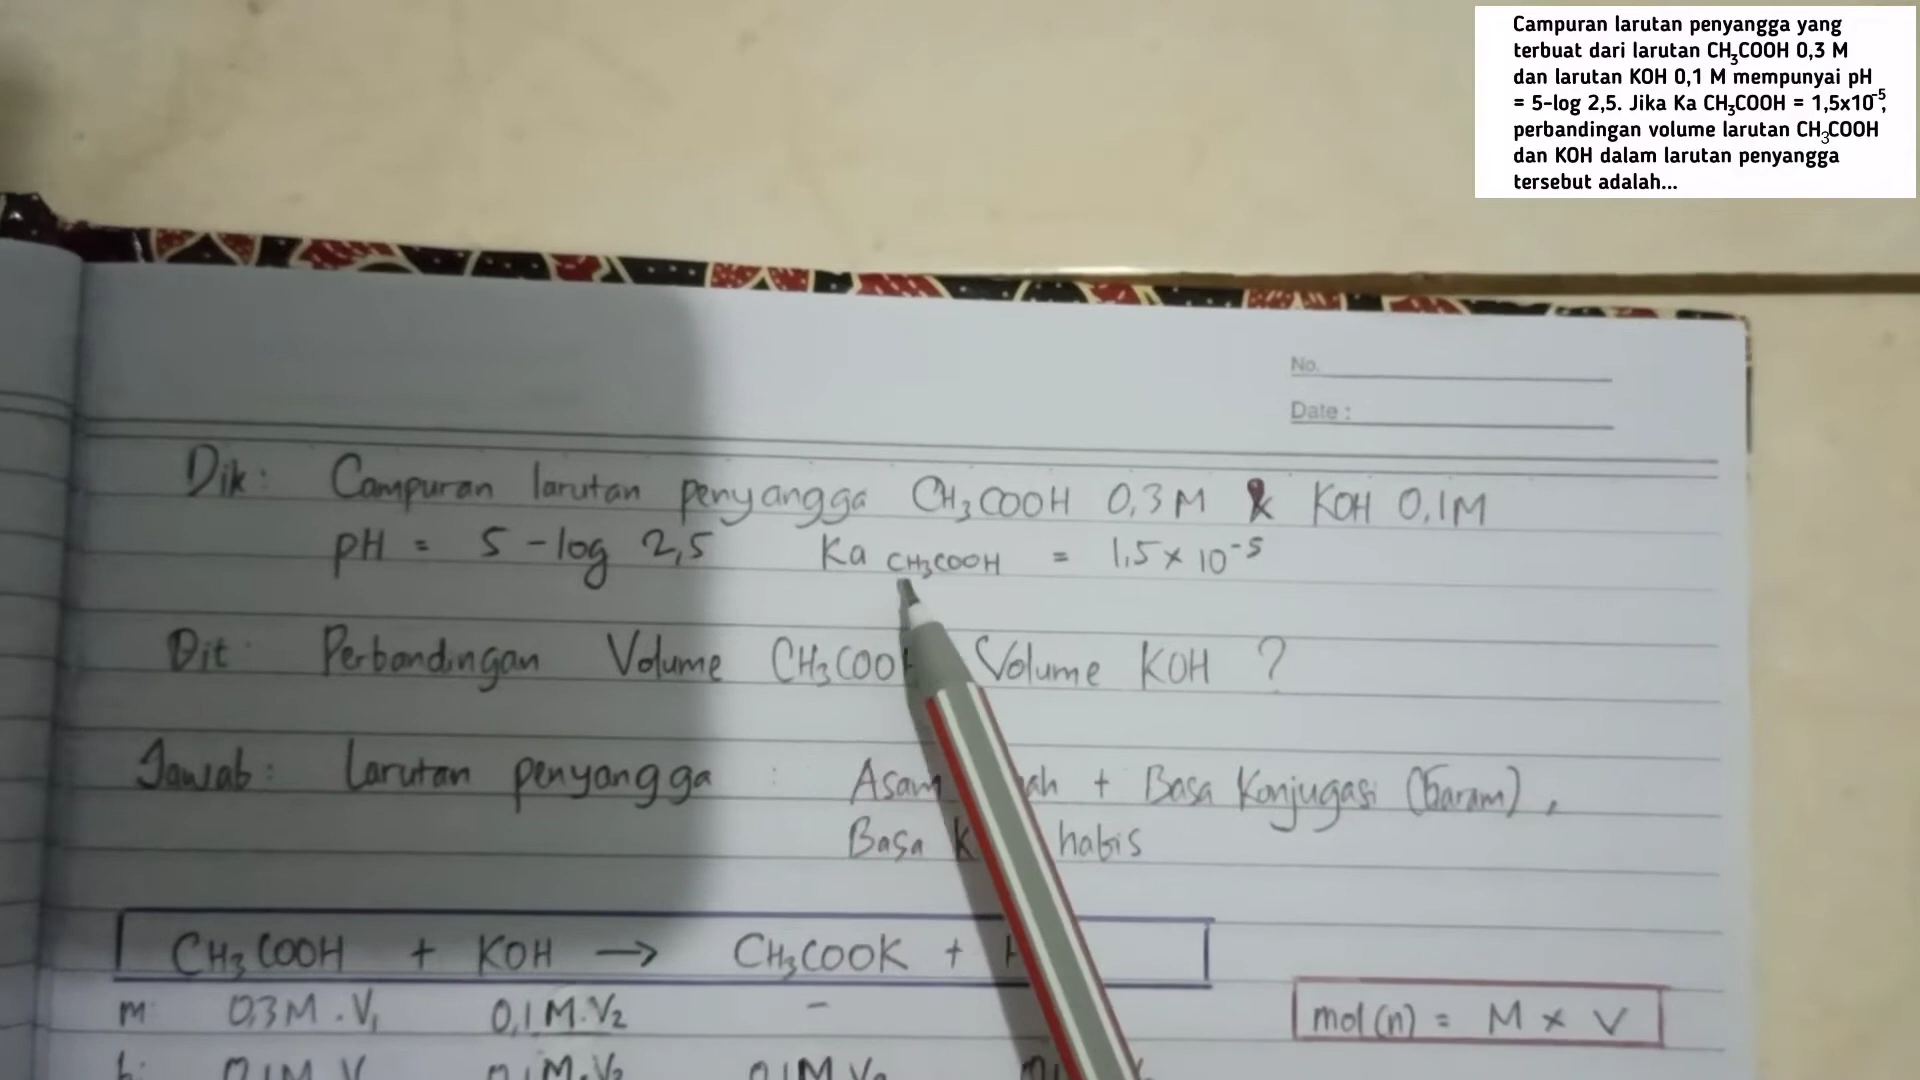 Campuran larutan penyangga yang
terbuat dari larutan CH₃COOH 0,3 M
dan larutan KOH 0,1 M mempunyai pH
= 5-log 2,5. Jika Ka CH₃COOH = 1,5x10⁻⁵,
perbandingan volume larutan CH₃COOH
dan KOH dalam larutan penyangga
tersebut adalah...
No.
Date :
Dik: Campuran larutan penyangga CH₃COOH 0,3 M & KOH 0,1M
pH = 5 - log 2,5 Ka CH₃COOH = 1,5 × 10⁻⁵
Dit: Perbandingan Volume Volume KOH ?
Jawab: Larutan penyangga : + Basa Konjugasi (Garam),
Basa habis
CH₃COOH + KOH → CH₃COOK +
m: 0,3 M . V₁ 0,1 M . V₂ -
mol (n) = M × V
b: 0,1 M . V₂